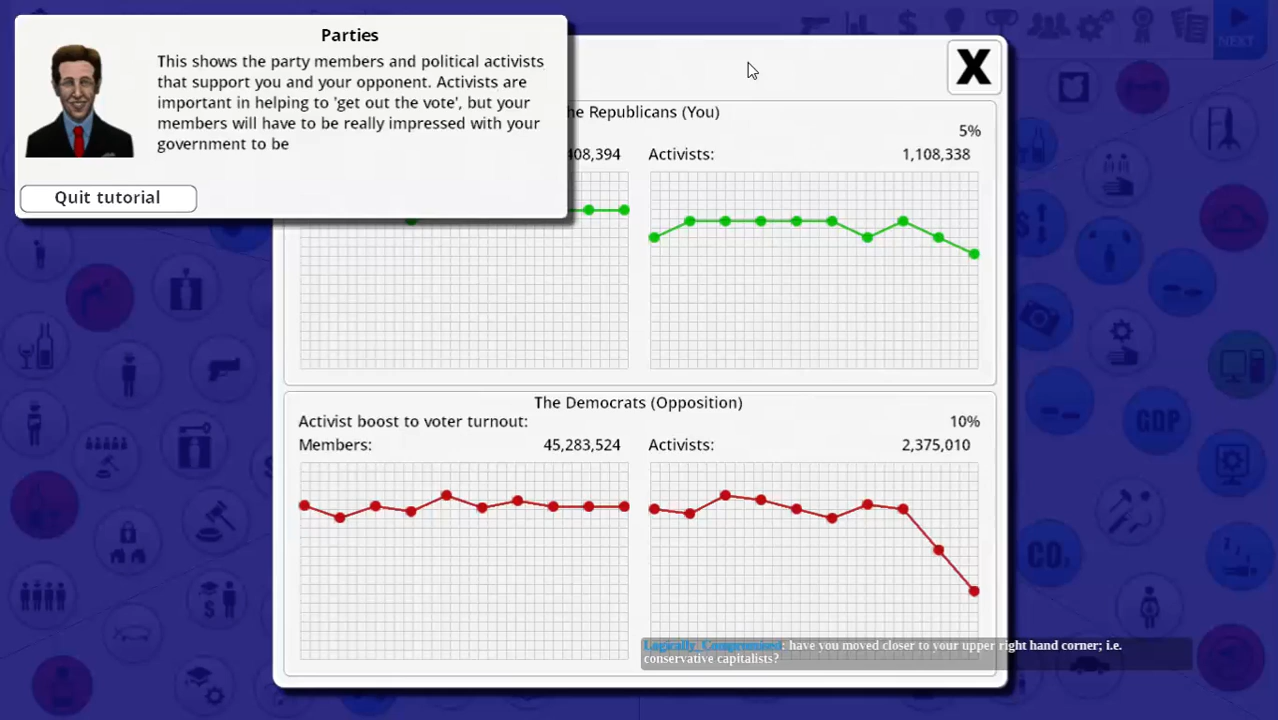 Parties
This shows the party members and political activists
that support you and your opponent. Activists are
important in helping to 'get out the vote', but your
members will have to be really impressed with your
government to be
Quit tutorial
X
NEXT
he Republicans (You)
5%
408,394 Activists: 1,108,338
The Democrats (Opposition)
Activist boost to voter turnout: 10%
Members: 45,283,524 Activists: 2,375,010
GDP
CO₂
Logically_Compromised: have you moved closer to your upper right hand corner; i.e.
conservative capitalists?